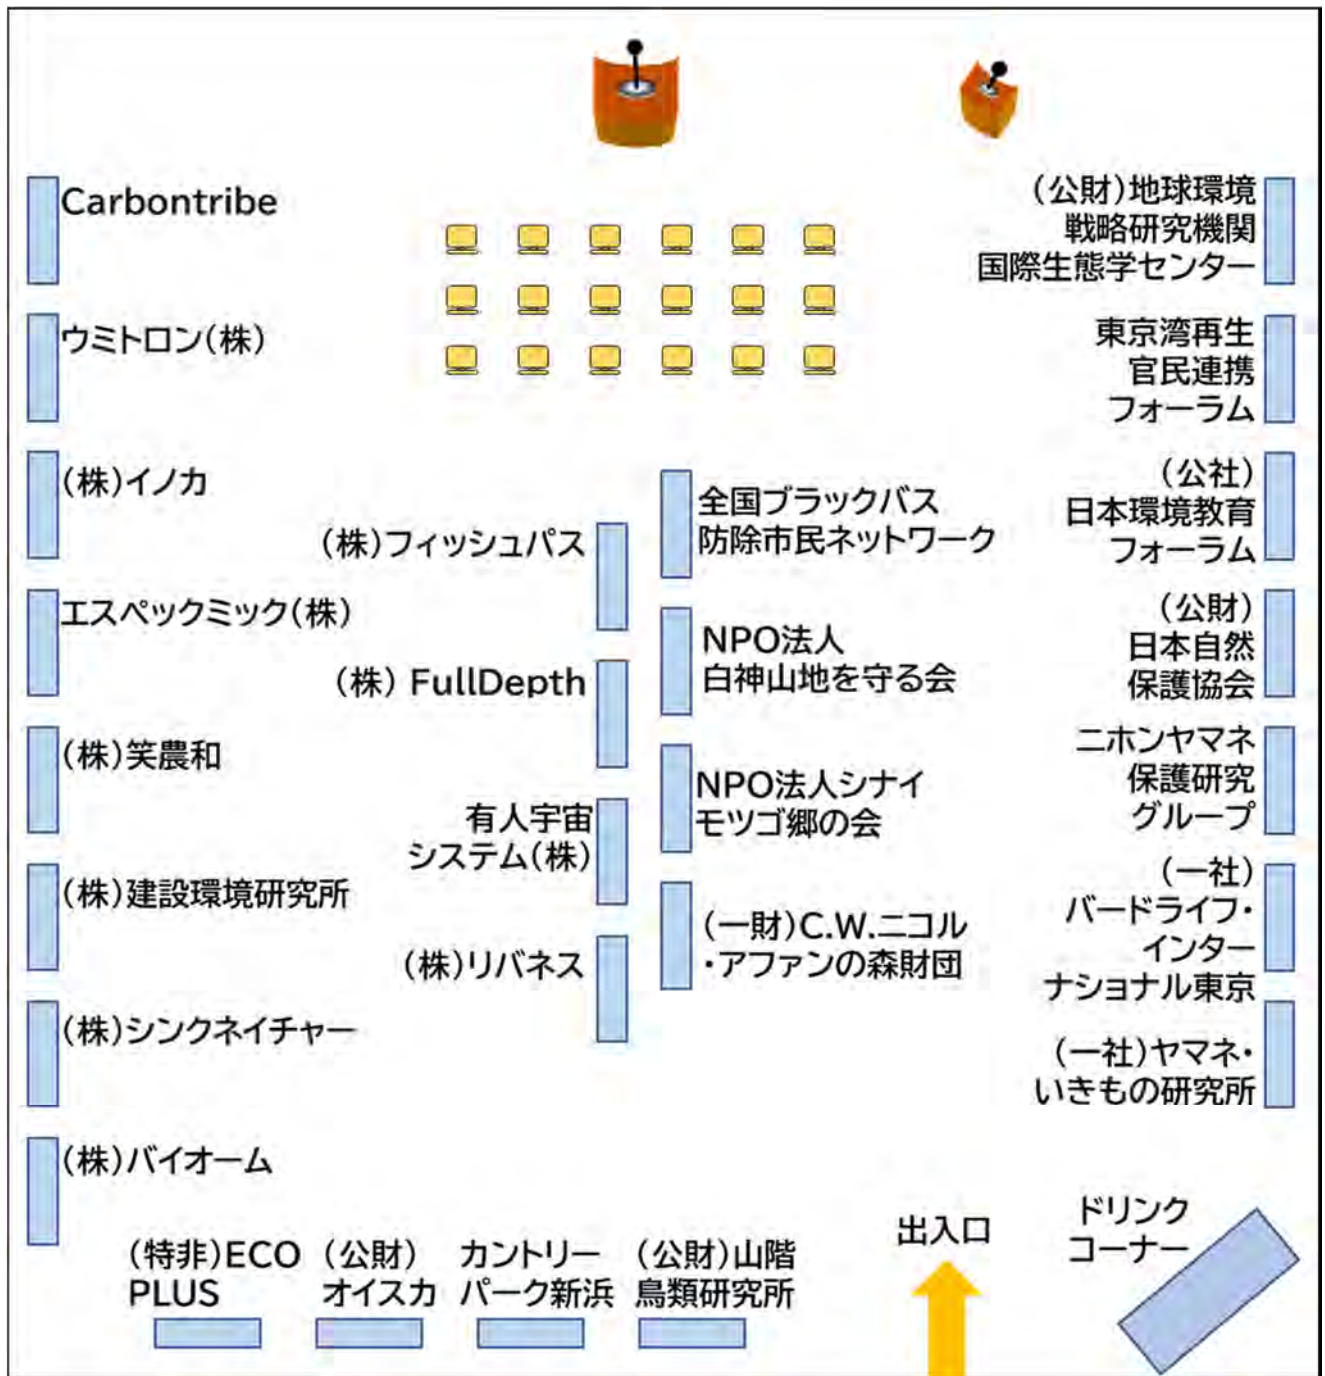 Carbontribe
ウミトロン(株)
(株)イノカ
エスペックミック(株)
(株)笑農和
(株)建設環境研究所
(株)シンクネイチャー
(株)バイオーム
(株)フィッシュパス
(株) FullDepth
有人宇宙
システム(株)
(株)リバネス
全国ブラックバス
防除市民ネットワーク
NPO法人
白神山地を守る会
NPO法人シナイ
モツゴ郷の会
(一財)C.W.ニコル
・アファンの森財団
(公財)地球環境
戦略研究機関
国際生態学センター
東京湾再生
官民連携
フォーラム
(公社)
日本環境教育
フォーラム
(公財)
日本自然
保護協会
ニホンヤマネ
保護研究
グループ
(一社)
バードライフ・
インター
ナショナル東京
(一社)ヤマネ・
いきもの研究所
(特非)ECO
PLUS
(公財)
オイスカ
カントリー
パーク新浜
(公財)山階
鳥類研究所
出入口
ドリンク
コーナー